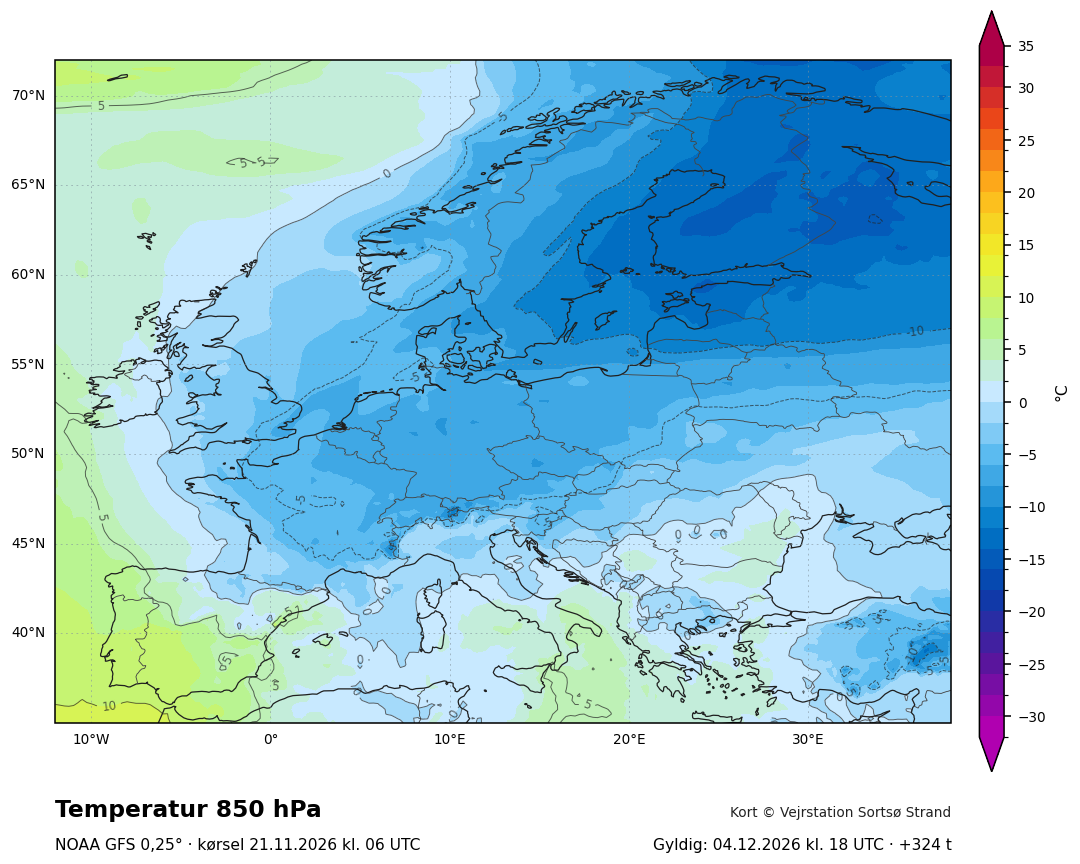 70°N
65°N
60°N
55°N
50°N
45°N
40°N
10°W
0°
10°E
20°E
30°E
35
30
25
20
15
10
5
0
−5
−10
−15
−20
−25
−30
°C
Temperatur 850 hPa
Kort © Vejrstation Sortsø Strand
NOAA GFS 0,25° · kørsel 21.11.2026 kl. 06 UTC
Gyldig: 04.12.2026 kl. 18 UTC · +324 t